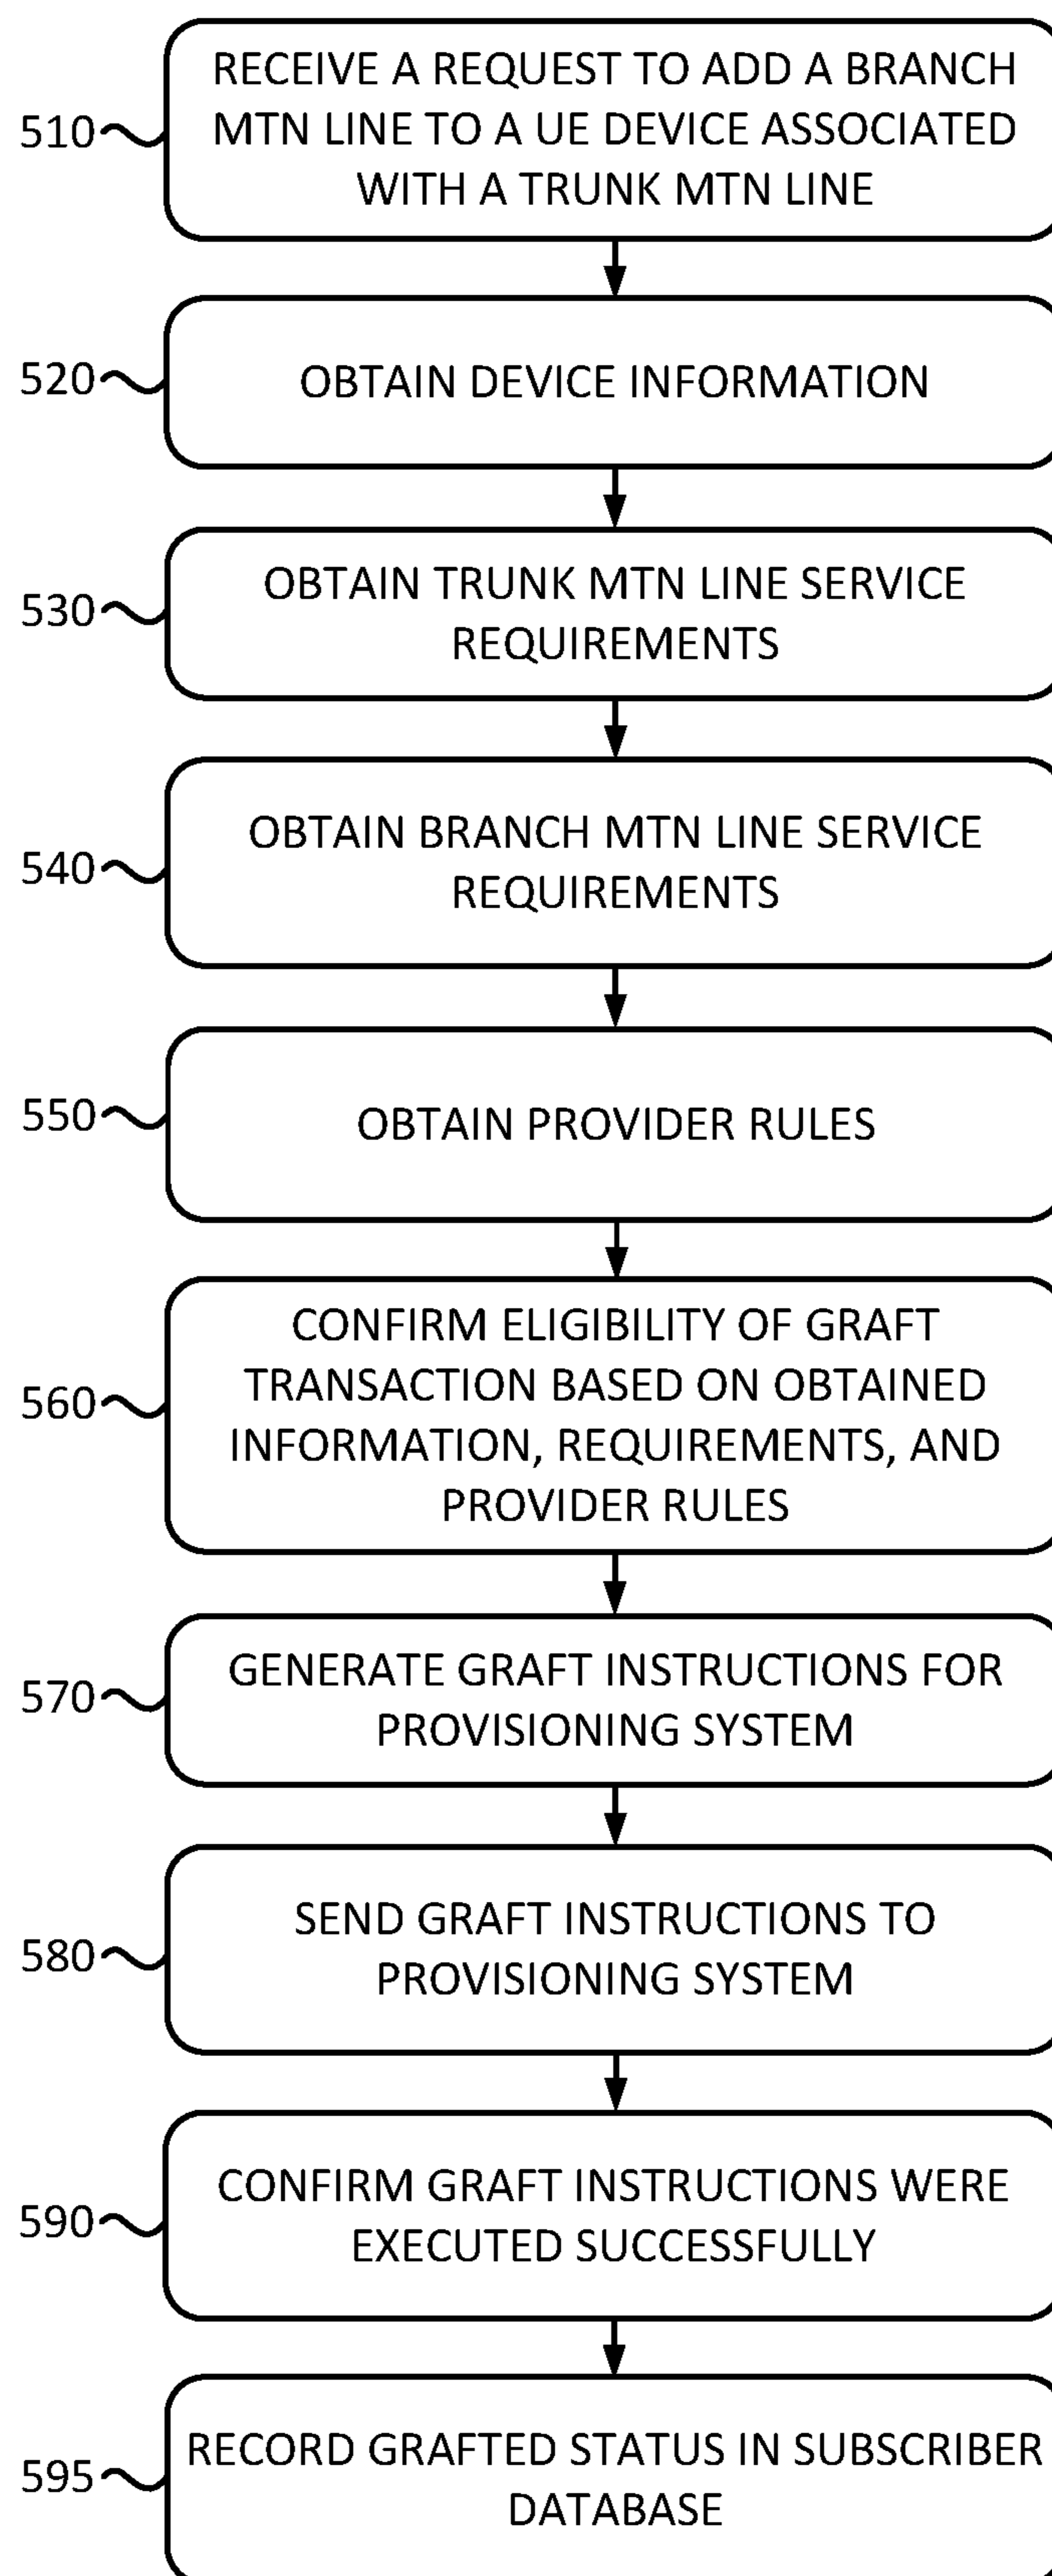 510
RECEIVE A REQUEST TO ADD A BRANCH
MTN LINE TO A UE DEVICE ASSOCIATED
WITH A TRUNK MTN LINE
520
OBTAIN DEVICE INFORMATION
530
OBTAIN TRUNK MTN LINE SERVICE
REQUIREMENTS
540
OBTAIN BRANCH MTN LINE SERVICE
REQUIREMENTS
550
OBTAIN PROVIDER RULES
560
CONFIRM ELIGIBILITY OF GRAFT
TRANSACTION BASED ON OBTAINED
INFORMATION, REQUIREMENTS, AND
PROVIDER RULES
570
GENERATE GRAFT INSTRUCTIONS FOR
PROVISIONING SYSTEM
580
SEND GRAFT INSTRUCTIONS TO
PROVISIONING SYSTEM
590
CONFIRM GRAFT INSTRUCTIONS WERE
EXECUTED SUCCESSFULLY
595
RECORD GRAFTED STATUS IN SUBSCRIBER
DATABASE